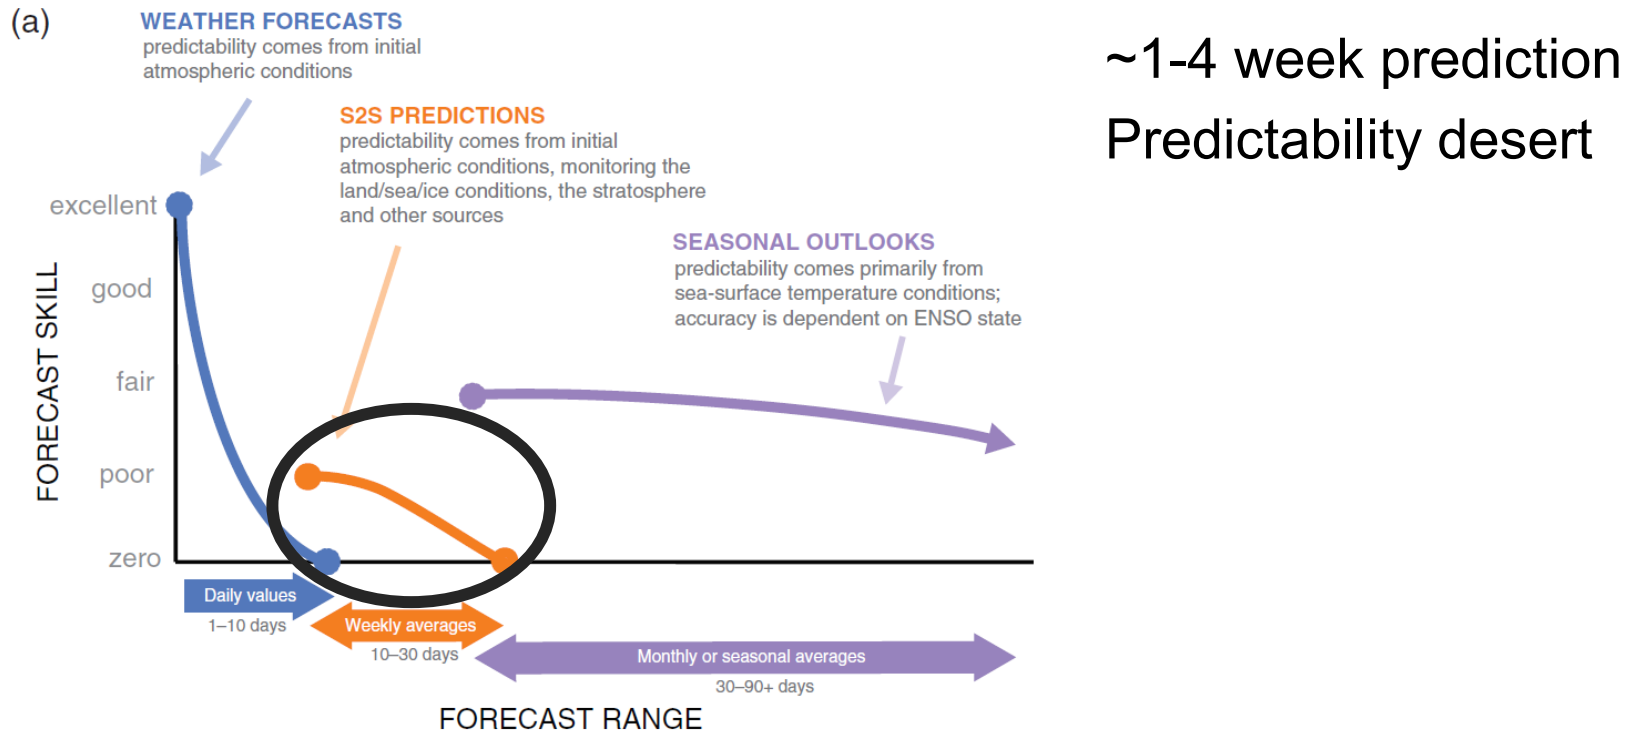 (a)
WEATHER FORECASTS
predictability comes from initial
atmospheric conditions
~1-4 week prediction
Predictability desert
S2S PREDICTIONS
predictability comes from initial
atmospheric conditions, monitoring the
land/sea/ice conditions, the stratosphere
and other sources
SEASONAL OUTLOOKS
predictability comes primarily from
sea-surface temperature conditions;
accuracy is dependent on ENSO state
FORECAST SKILL
excellent
good
fair
poor
zero
Daily values
1–10 days
Weekly averages
10–30 days
Monthly or seasonal averages
30–90+ days
FORECAST RANGE